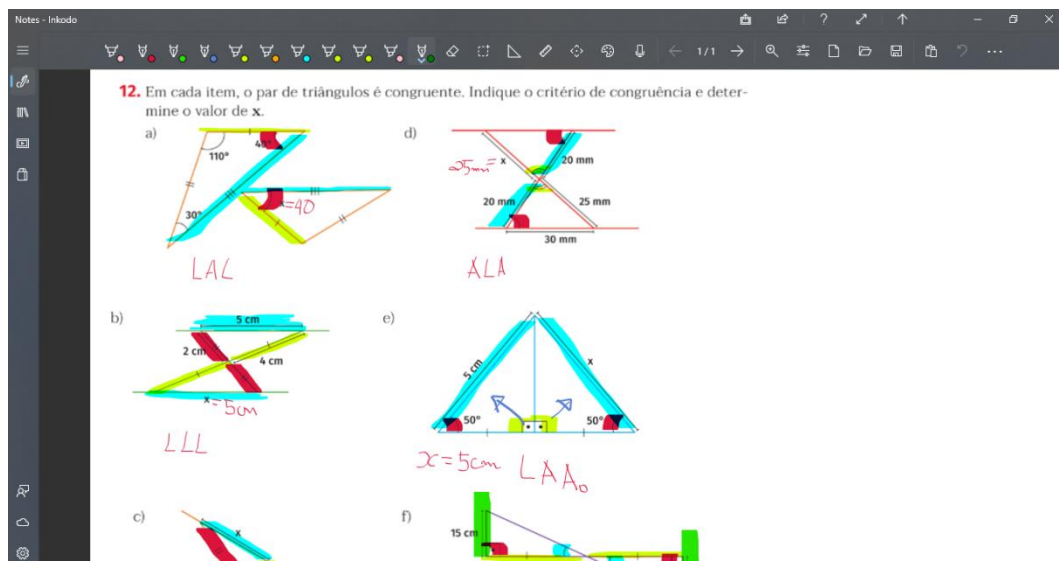 Notes - Inkodo
1/1
12. Em cada item, o par de triângulos é congruente. Indique o critério de congruência e deter-
mine o valor de x.
a)
110°
40°
30°
=40
LAL
d)
25mm = x
20 mm
20 mm
25 mm
30 mm
ALA
b)
5 cm
2 cm
4 cm
x = 5cm
LLL
e)
5 cm
x
50°
50°
x = 5cm LAAo
c)
x
f)
15 cm